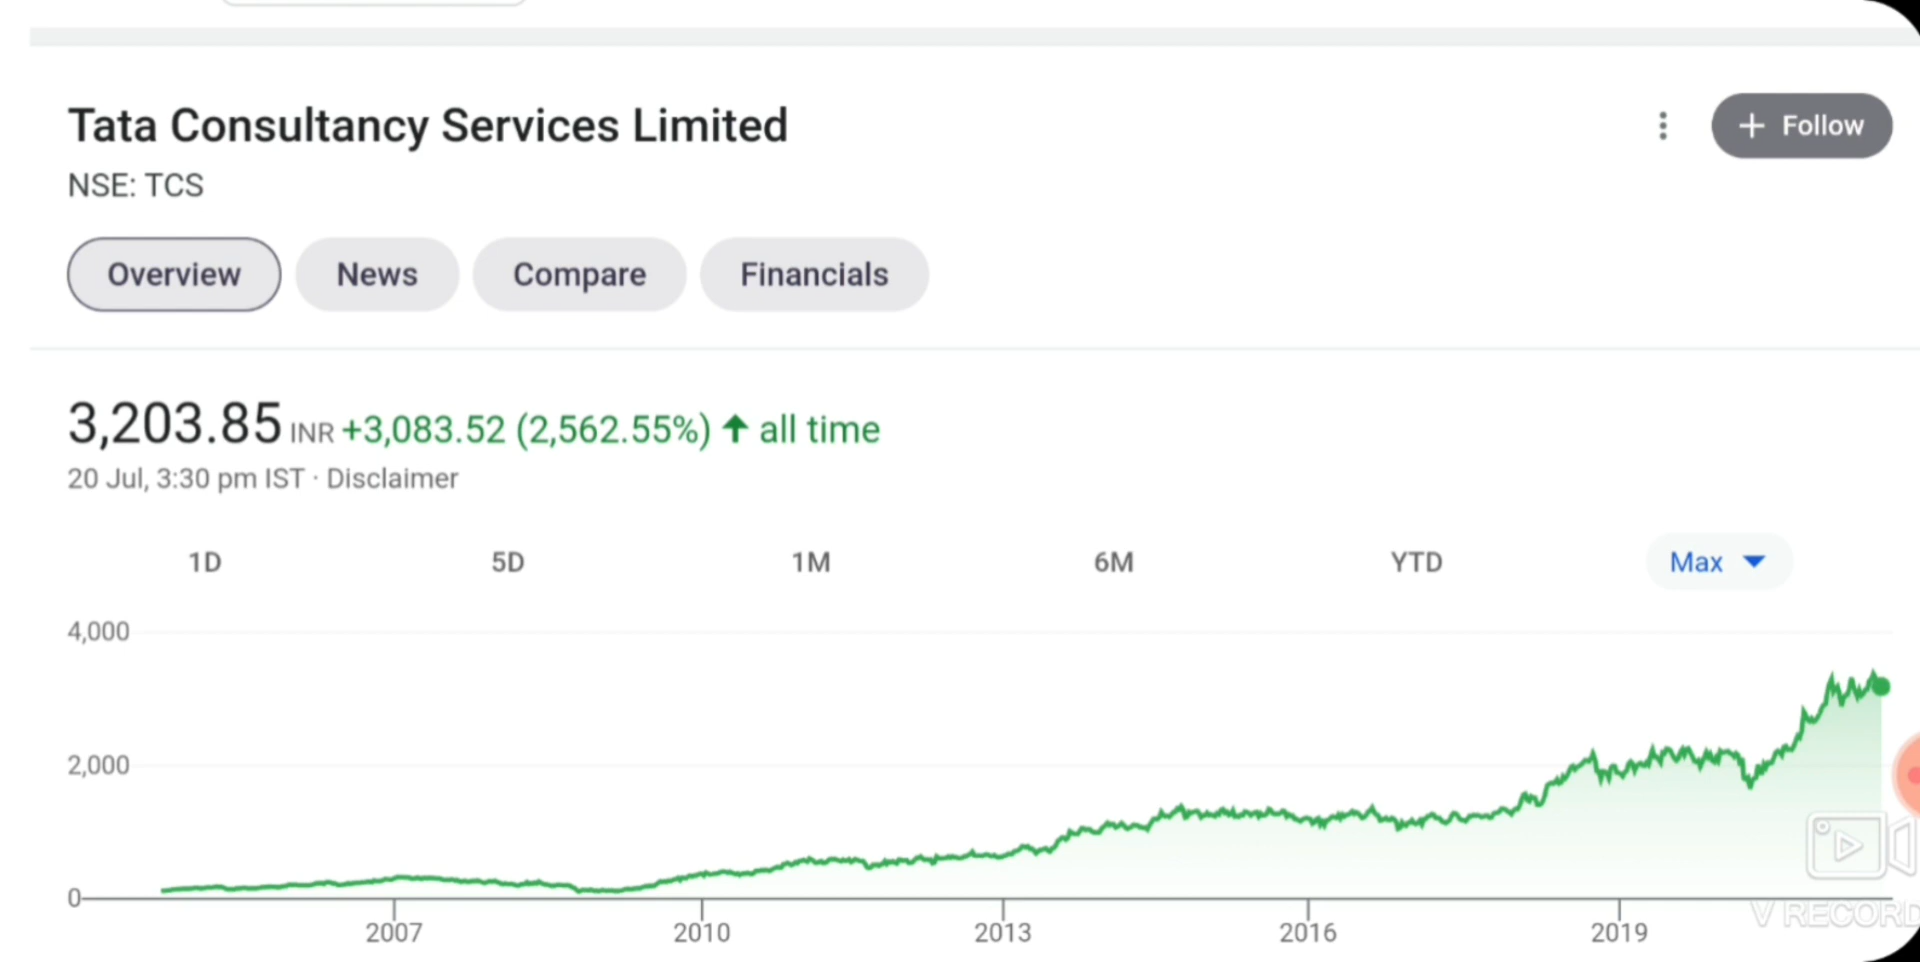 Tata Consultancy Services Limited
+ Follow
NSE: TCS
Overview News Compare Financials
3,203.85 INR +3,083.52 (2,562.55%) ↑ all time
20 Jul, 3:30 pm IST · Disclaimer
1D 5D 1M 6M YTD Max
4,000
2,000
0
2007 2010 2013 2016 2019
V RECORD